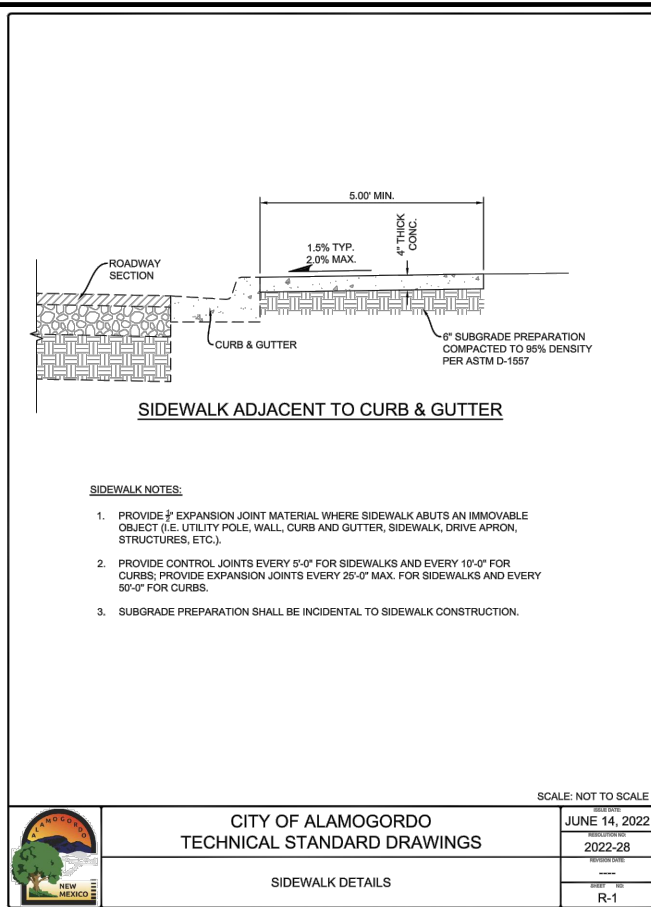 5.00' MIN.
1.5% TYP.
2.0% MAX.
4" THICK
CONC.
ROADWAY
SECTION
CURB & GUTTER
6" SUBGRADE PREPARATION
COMPACTED TO 95% DENSITY
PER ASTM D-1557
SIDEWALK ADJACENT TO CURB & GUTTER
SIDEWALK NOTES:
1. PROVIDE ½" EXPANSION JOINT MATERIAL WHERE SIDEWALK ABUTS AN IMMOVABLE
OBJECT (I.E. UTILITY POLE, WALL, CURB AND GUTTER, SIDEWALK, DRIVE APRON,
STRUCTURES, ETC.).
2. PROVIDE CONTROL JOINTS EVERY 5'-0" FOR SIDEWALKS AND EVERY 10'-0" FOR
CURBS; PROVIDE EXPANSION JOINTS EVERY 25'-0" MAX. FOR SIDEWALKS AND EVERY
50'-0" FOR CURBS.
3. SUBGRADE PREPARATION SHALL BE INCIDENTAL TO SIDEWALK CONSTRUCTION.
SCALE: NOT TO SCALE
ALAMOGORDO
NEW
MEXICO
CITY OF ALAMOGORDO
TECHNICAL STANDARD DRAWINGS
SIDEWALK DETAILS
ISSUE DATE:
JUNE 14, 2022
RESOLUTION NO:
2022-28
REVISION DATE:
----
SHEET NO:
R-1